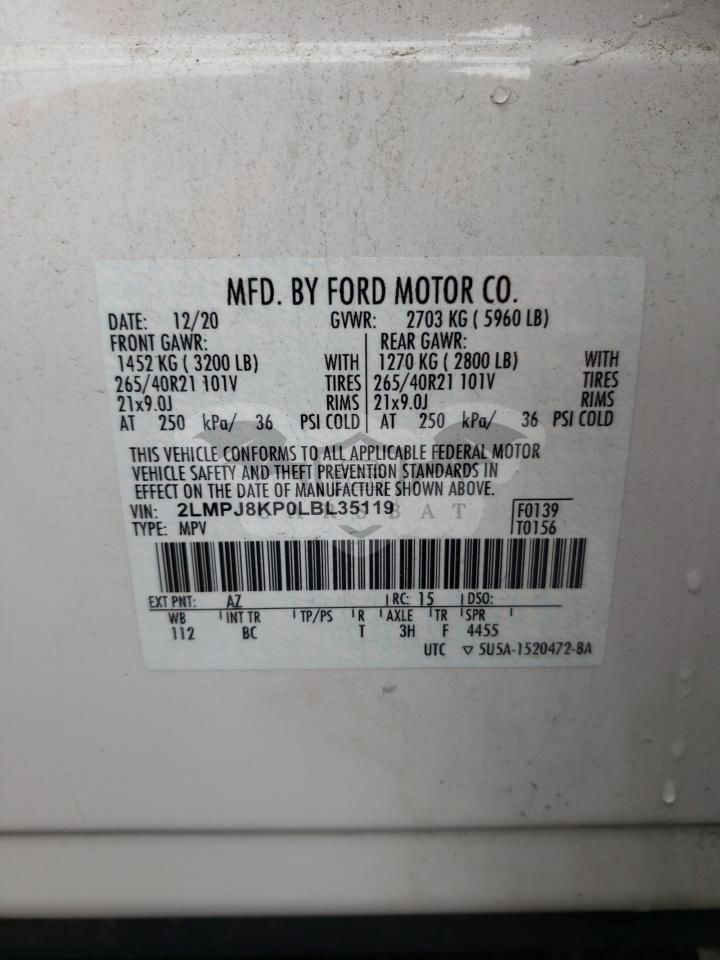 MFD. BY FORD MOTOR CO.
DATE: 12/20 GVWR: 2703 KG ( 5960 LB)
FRONT GAWR: REAR GAWR:
1452 KG ( 3200 LB) WITH 1270 KG ( 2800 LB) WITH
265/40R21 101V TIRES 265/40R21 101V TIRES
21x9.0J RIMS 21x9.0J RIMS
AT 250 kPa/ 36 PSI COLD AT 250 kPa/ 36 PSI COLD
THIS VEHICLE CONFORMS TO ALL APPLICABLE FEDERAL MOTOR
VEHICLE SAFETY AND THEFT PREVENTION STANDARDS IN
EFFECT ON THE DATE OF MANUFACTURE SHOWN ABOVE.
VIN: 2LMPJ8KP0LBL35119 F0139
TYPE: MPV T0156
EXT PNT: AZ RC: 15 DSO:
WB INT TR TP/PS R AXLE TR SPR
112 BC T 3H F 4455
UTC ▽ 5U5A-1520472-BA